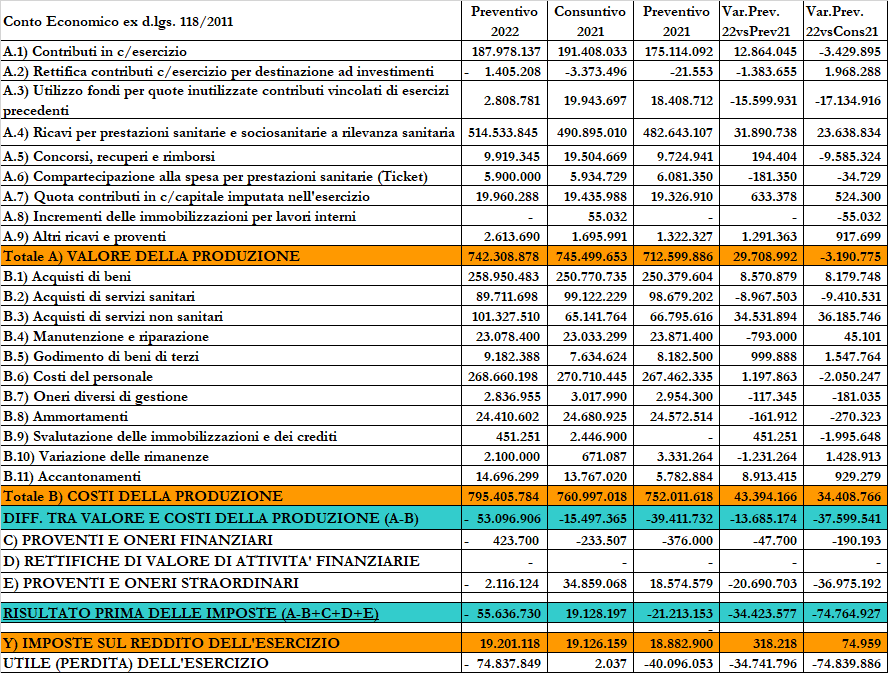 Conto Economico ex d.lgs. 118/2011 Preventivo 2022 Consuntivo 2021 Preventivo 2021 Var.Prev. 22vsPrev21 Var.Prev. 22vsCons21
A.1) Contributi in c/esercizio 187.978.137 191.408.033 175.114.092 12.864.045 -3.429.895
A.2) Rettifica contributi c/esercizio per destinazione ad investimenti - 1.405.208 -3.373.496 -21.553 -1.383.655 1.968.288
A.3) Utilizzo fondi per quote inutilizzate contributi vincolati di esercizi
precedenti 2.808.781 19.943.697 18.408.712 -15.599.931 -17.134.916
A.4) Ricavi per prestazioni sanitarie e sociosanitarie a rilevanza sanitaria 514.533.845 490.895.010 482.643.107 31.890.738 23.638.834
A.5) Concorsi, recuperi e rimborsi 9.919.345 19.504.669 9.724.941 194.404 -9.585.324
A.6) Compartecipazione alla spesa per prestazioni sanitarie (Ticket) 5.900.000 5.934.729 6.081.350 -181.350 -34.729
A.7) Quota contributi in c/capitale imputata nell'esercizio 19.960.288 19.435.988 19.326.910 633.378 524.300
A.8) Incrementi delle immobilizzazioni per lavori interni - 55.032 - - -55.032
A.9) Altri ricavi e proventi 2.613.690 1.695.991 1.322.327 1.291.363 917.699
Totale A) VALORE DELLA PRODUZIONE 742.308.878 745.499.653 712.599.886 29.708.992 -3.190.775
B.1) Acquisti di beni 258.950.483 250.770.735 250.379.604 8.570.879 8.179.748
B.2) Acquisti di servizi sanitari 89.711.698 99.122.229 98.679.202 -8.967.503 -9.410.531
B.3) Acquisti di servizi non sanitari 101.327.510 65.141.764 66.795.616 34.531.894 36.185.746
B.4) Manutenzione e riparazione 23.078.400 23.033.299 23.871.400 -793.000 45.101
B.5) Godimento di beni di terzi 9.182.388 7.634.624 8.182.500 999.888 1.547.764
B.6) Costi del personale 268.660.198 270.710.445 267.462.335 1.197.863 -2.050.247
B.7) Oneri diversi di gestione 2.836.955 3.017.990 2.954.300 -117.345 -181.035
B.8) Ammortamenti 24.410.602 24.680.925 24.572.514 -161.912 -270.323
B.9) Svalutazione delle immobilizzazioni e dei crediti 451.251 2.446.900 - 451.251 -1.995.648
B.10) Variazione delle rimanenze 2.100.000 671.087 3.331.264 -1.231.264 1.428.913
B.11) Accantonamenti 14.696.299 13.767.020 5.782.884 8.913.415 929.279
Totale B) COSTI DELLA PRODUZIONE 795.405.784 760.997.018 752.011.618 43.394.166 34.408.766
DIFF. TRA VALORE E COSTI DELLA PRODUZIONE (A-B) - 53.096.906 -15.497.365 -39.411.732 -13.685.174 -37.599.541
C) PROVENTI E ONERI FINANZIARI - 423.700 -233.507 -376.000 -47.700 -190.193
D) RETTIFICHE DI VALORE DI ATTIVITA' FINANZIARIE - - - - -
E) PROVENTI E ONERI STRAORDINARI - 2.116.124 34.859.068 18.574.579 -20.690.703 -36.975.192
RISULTATO PRIMA DELLE IMPOSTE (A-B+C+D+E) - 55.636.730 19.128.197 -21.213.153 -34.423.577 -74.764.927
-
Y) IMPOSTE SUL REDDITO DELL'ESERCIZIO 19.201.118 19.126.159 18.882.900 318.218 74.959
UTILE (PERDITA) DELL'ESERCIZIO - 74.837.849 2.037 -40.096.053 -34.741.796 -74.839.886